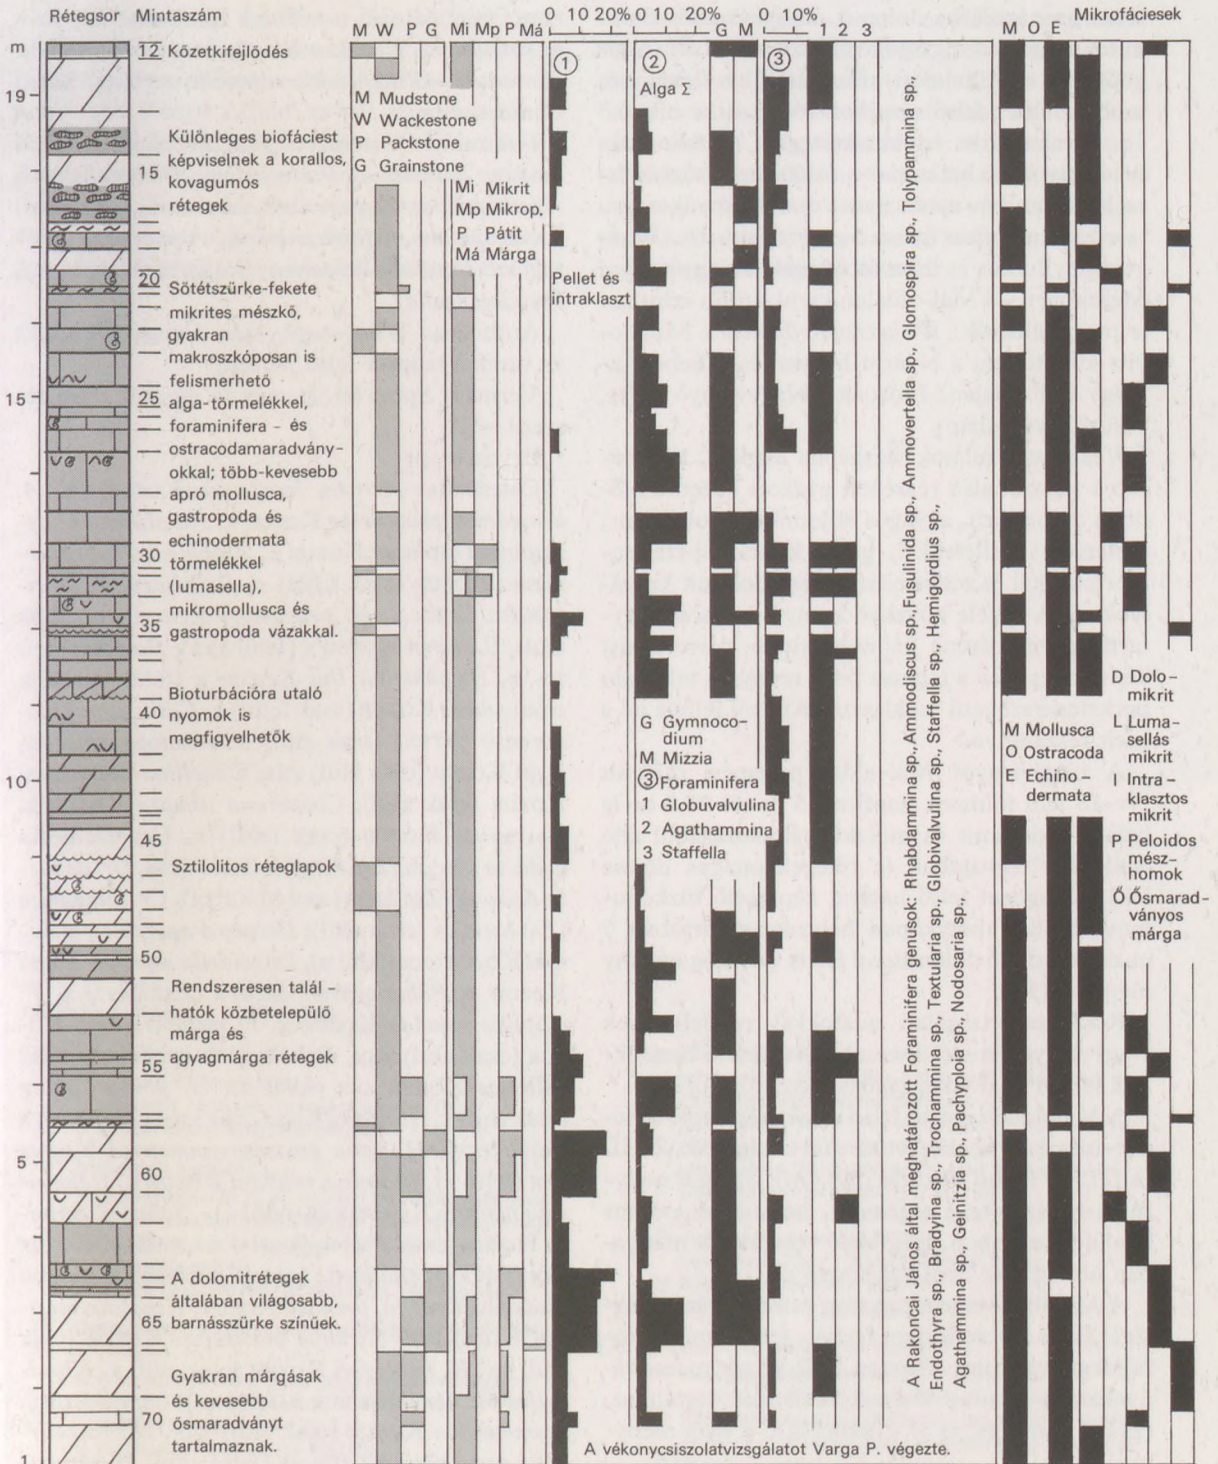 Rétegsor Mintaszám
0 10 20% 0 10 20% 0 10%
Mikrofáciesek
m
M W P G Mi Mp P Má
G M
1 2 3
M O E
12 Kőzetkifejlődés
① ② ③
Alga Σ
19
M Mudstone
W Wackestone
P Packstone
G Grainstone
Különleges biofáciest
képviselnek a korallos,
15 kovagumós
rétegek
Mi Mikrit
Mp Mikrop.
P Pátit
Má Márga
Pellet és
intraklaszt
20
Sötétszürke-fekete
mikrites mészkő,
gyakran
makroszkóposan is
felismerhető
15
25 alga-törmelékkel,
foraminifera – és
ostracodamaradvány-
okkal; több-kevesebb
apró mollusca,
gastropoda és
echinodermata
30 törmelékkel
(lumasella),
mikromollusca és
35 gastropoda vázakkal.
Bioturbációra utaló
40 nyomok is
megfigyelhetők
10
45
Sztilolitos réteglapok
50
Rendszeresen talál –
hatók közbetelepülő
márga és
55 agyagmárga rétegek
5
60
A dolomitrétegek
általában világosabb,
65 barnásszürke színűek.
Gyakran márgásak
és kevesebb
70 ősmaradványt
tartalmaznak.
1
G Gymnoco-
dium
M Mizzia
③ Foraminifera
1 Globuvalvulina
2 Agathammina
3 Staffella
A Rakoncai János által meghatározott Foraminifera genusok: Rhabdammina sp., Ammodiscus sp., Fusulinida sp., Ammovertella sp., Glomospira sp., Tolypammina sp.,
Endothyra sp., Bradyina sp., Trochammina sp., Textularia sp., Globivalvulina sp., Staffella sp., Hemigordius sp.,
Agathammina sp., Geinitzia sp., Pachyploia sp., Nodosaria sp.,
M Mollusca
O Ostracoda
E Echino-
dermata
D Dolo-
mikrit
L Luma-
sellás
mikrit
I Intra-
klasztos
mikrit
P Peloidos
mész-
homok
Ő Ősmarad-
ványos
márga
A vékonycsiszolatvizsgálatot Varga P. végezte.